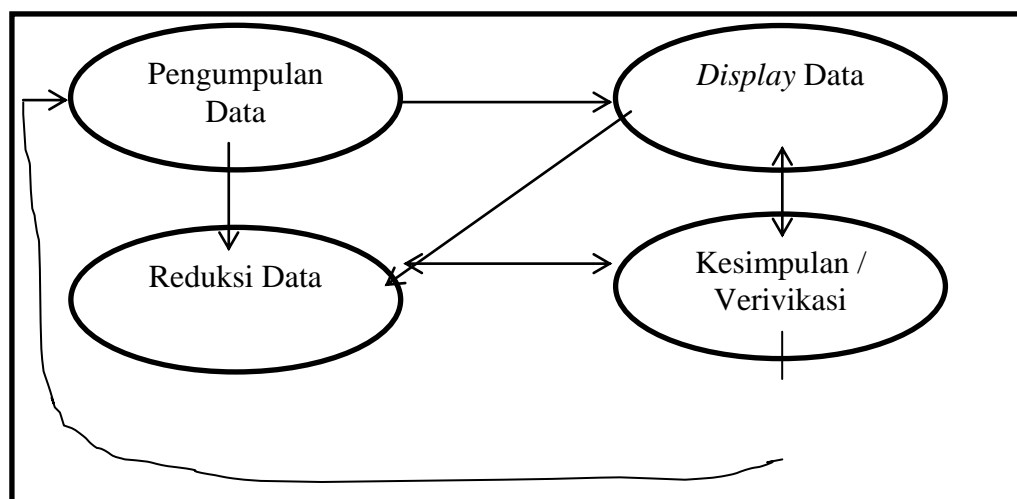 Pengumpulan
Data
Display Data
Reduksi Data
Kesimpulan /
Verivikasi